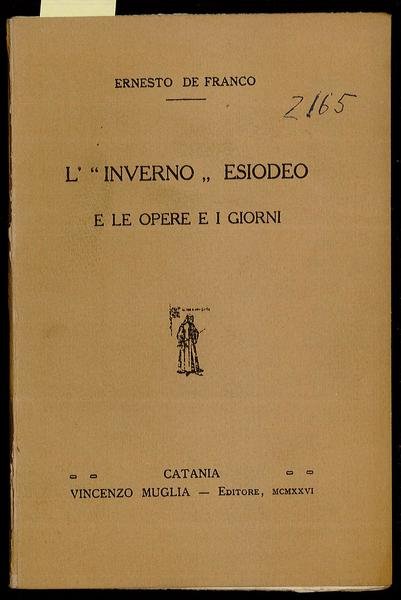 ERNESTO DE FRANCO
2165
L' “ INVERNO „ ESIODEO
E LE OPERE E I GIORNI
CATANIA
VINCENZO MUGLIA — EDITORE, MCMXXVI